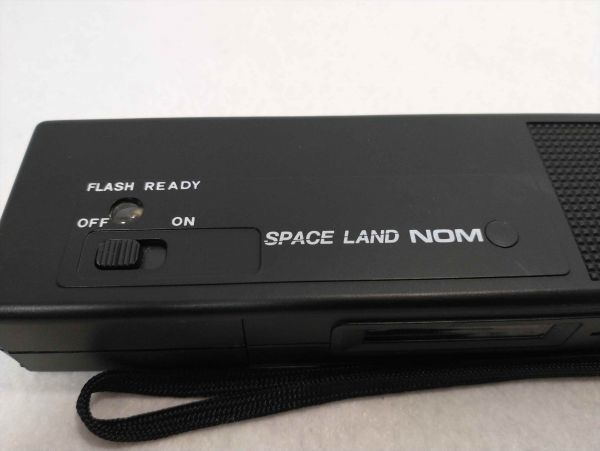 FLASH READY
OFF ON
SPACE LAND NOM